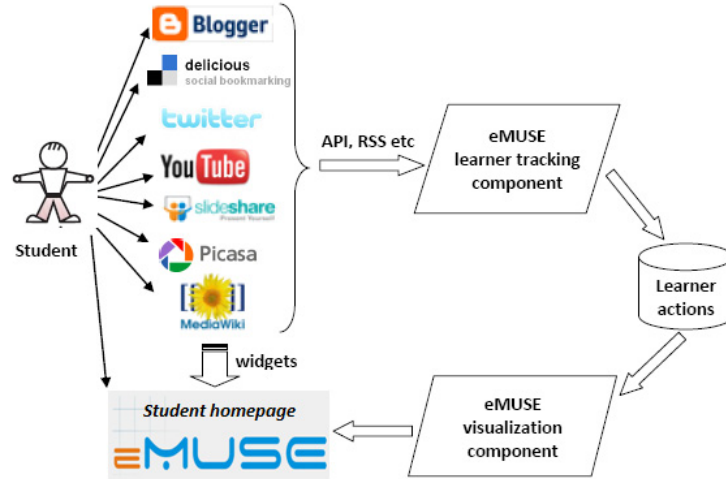 Blogger
delicious
social bookmarking
twitter
YouTube
slideshare
Present Yourself
Picasa
MediaWiki
Student
API, RSS etc
eMUSE
learner tracking
component
Learner
actions
widgets
Student homepage
eMUSE
eMUSE
visualization
component